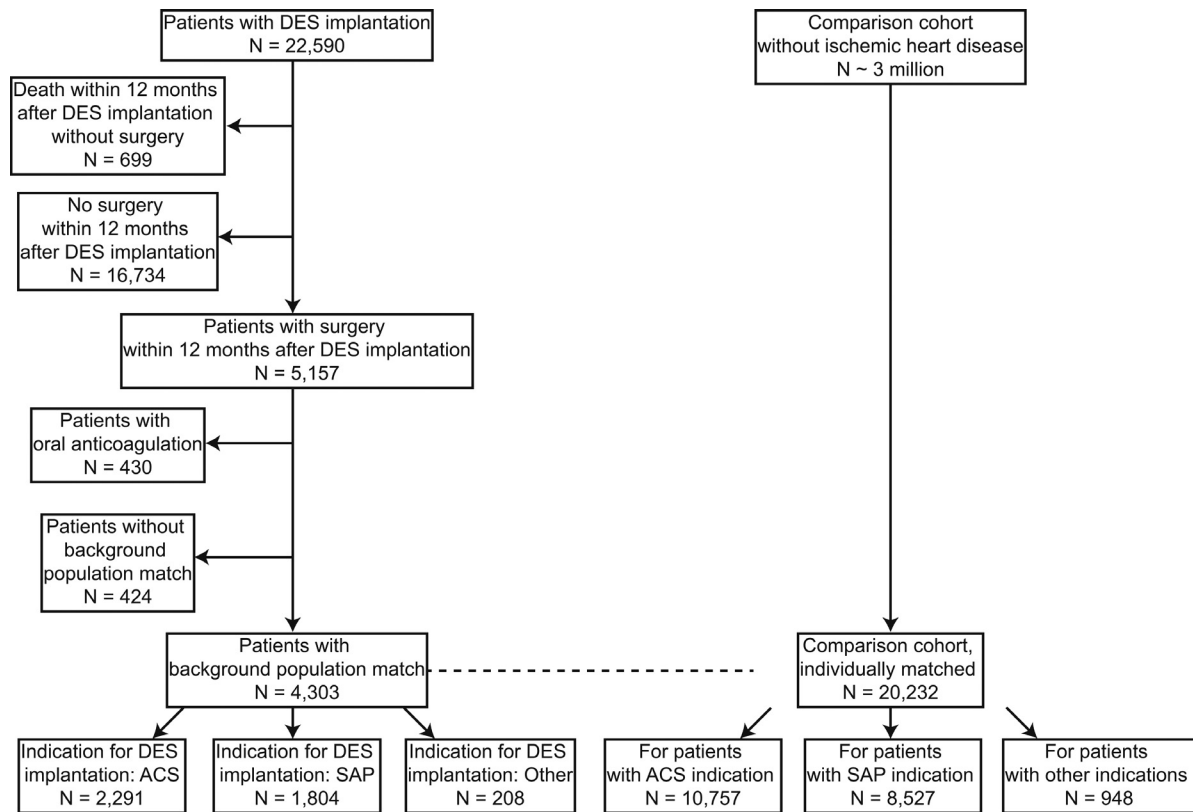 Patients with DES implantation
N = 22,590
Comparison cohort
without ischemic heart disease
N ~ 3 million
Death within 12 months
after DES implantation
without surgery
N = 699
No surgery
within 12 months
after DES implantation
N = 16,734
Patients with surgery
within 12 months after DES implantation
N = 5,157
Patients with
oral anticoagulation
N = 430
Patients without
background
population match
N = 424
Patients with
background population match
N = 4,303
Comparison cohort,
individually matched
N = 20,232
Indication for DES
implantation: ACS
N = 2,291
Indication for DES
implantation: SAP
N = 1,804
Indication for DES
implantation: Other
N = 208
For patients
with ACS indication
N = 10,757
For patients
with SAP indication
N = 8,527
For patients
with other indications
N = 948